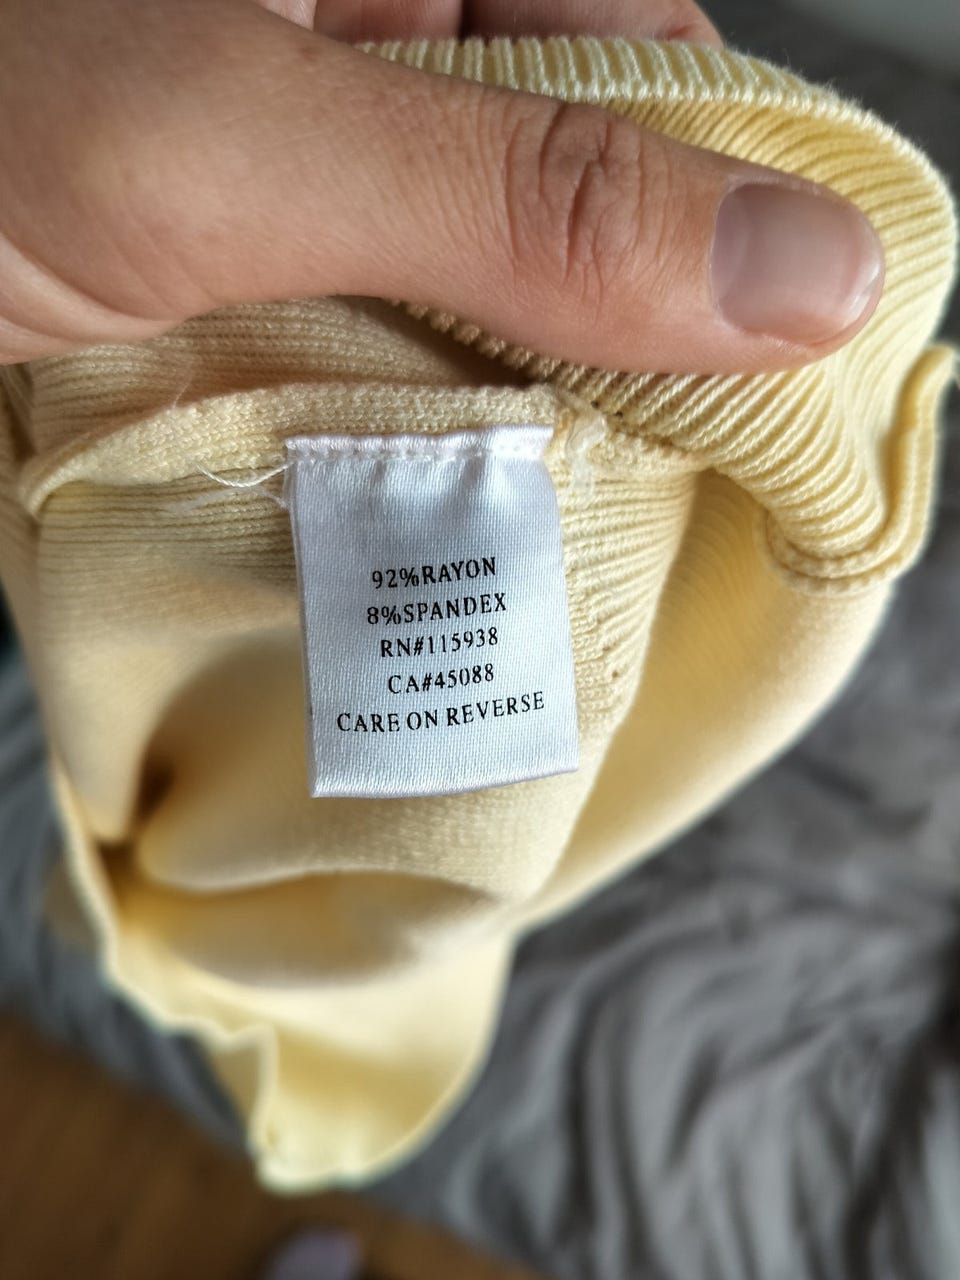 92%RAYON
8%SPANDEX
RN#115938
CA#45088
CARE ON REVERSE